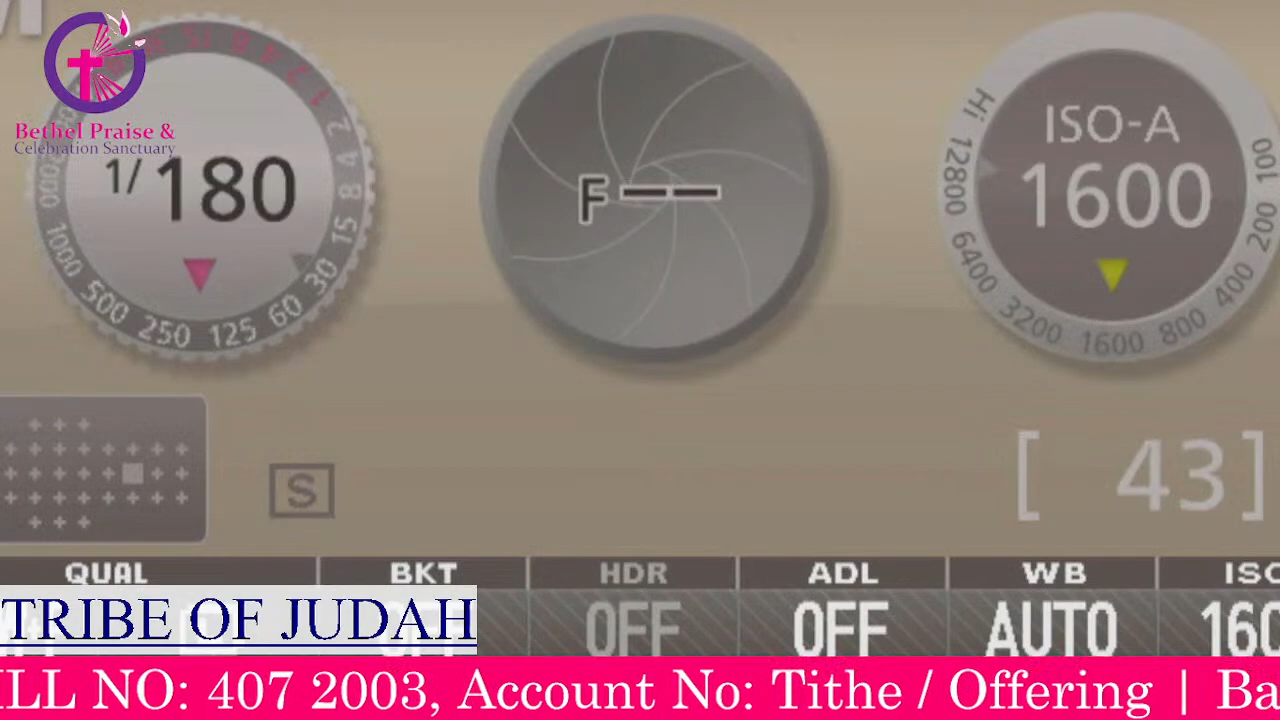 Bethel Praise &
Celebration Sanctuary
1/180
1 2 4 8 15 30 60 125 250 500 1000
F--
ISO-A
1600
Hi 12800 6400 3200 1600 800 400 200 100
S
[ 43]
QUAL BKT HDR ADL WB
OFF OFF AUTO
TRIBE OF JUDAH
NO: 407 2003, Account No: Tithe / Offering |